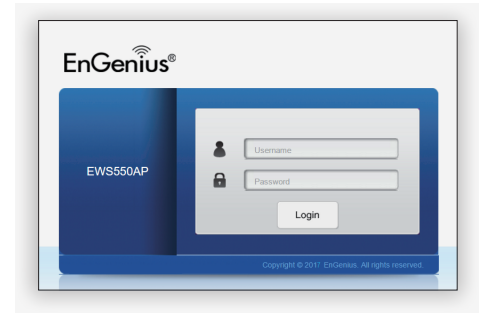 EnGenius®
EWS550AP
Username
Password
Login
Copyright © 2017 EnGenius. All rights reserved.